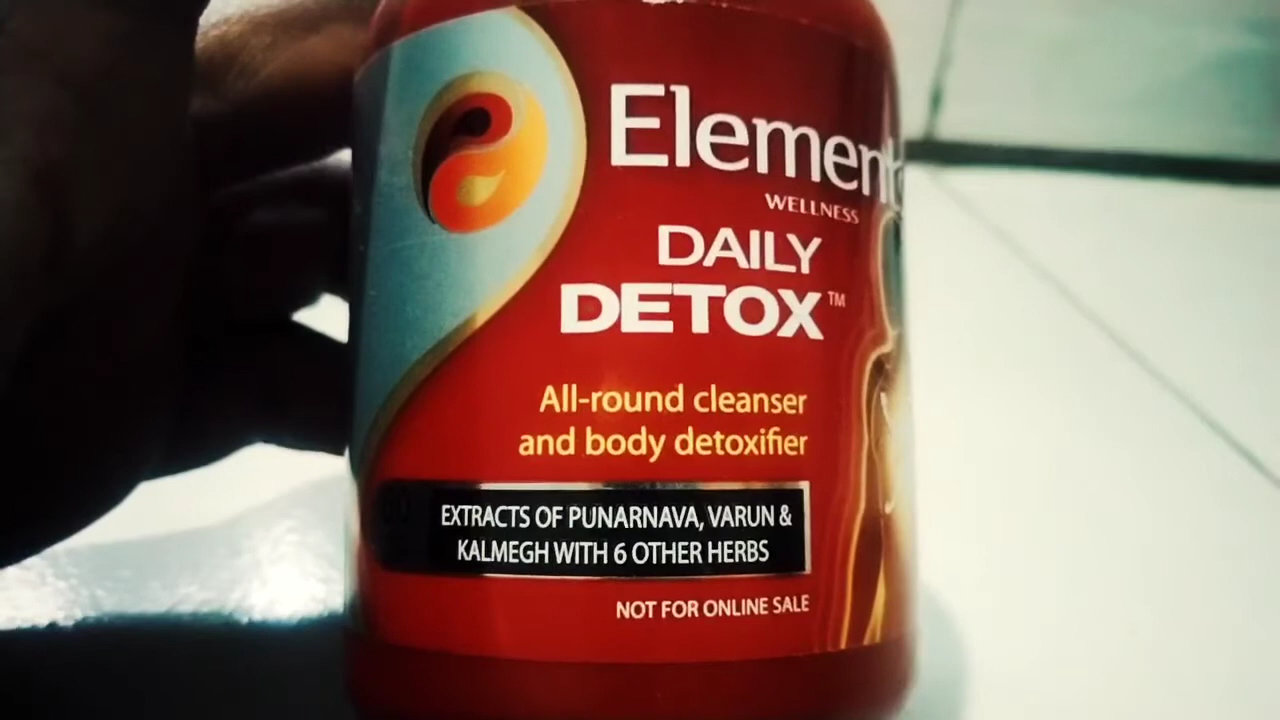 Element
WELLNESS
DAILY
DETOX™
All-round cleanser
and body detoxifier
EXTRACTS OF PUNARNAVA, VARUN &
KALMEGH WITH 6 OTHER HERBS
NOT FOR ONLINE SALE